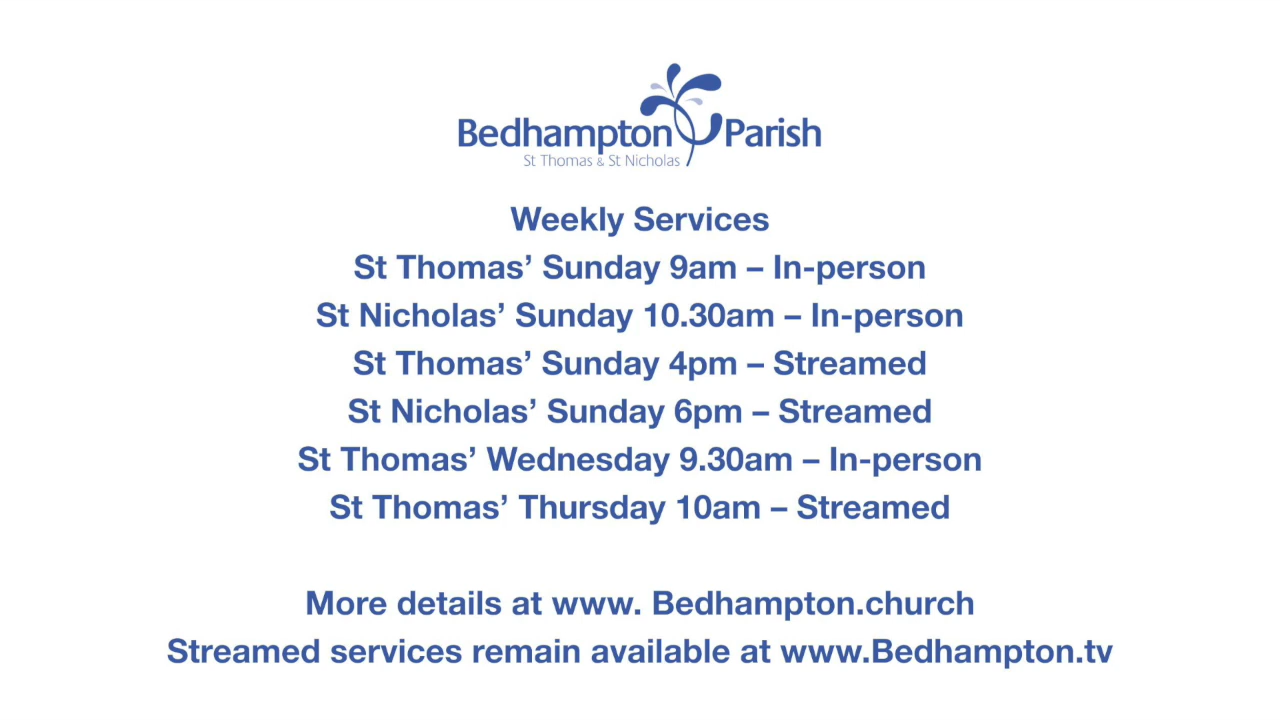 Bedhampton Parish
St Thomas & St Nicholas
Weekly Services
St Thomas’ Sunday 9am – In-person
St Nicholas’ Sunday 10.30am – In-person
St Thomas’ Sunday 4pm – Streamed
St Nicholas’ Sunday 6pm – Streamed
St Thomas’ Wednesday 9.30am – In-person
St Thomas’ Thursday 10am – Streamed
More details at www. Bedhampton.church
Streamed services remain available at www.Bedhampton.tv